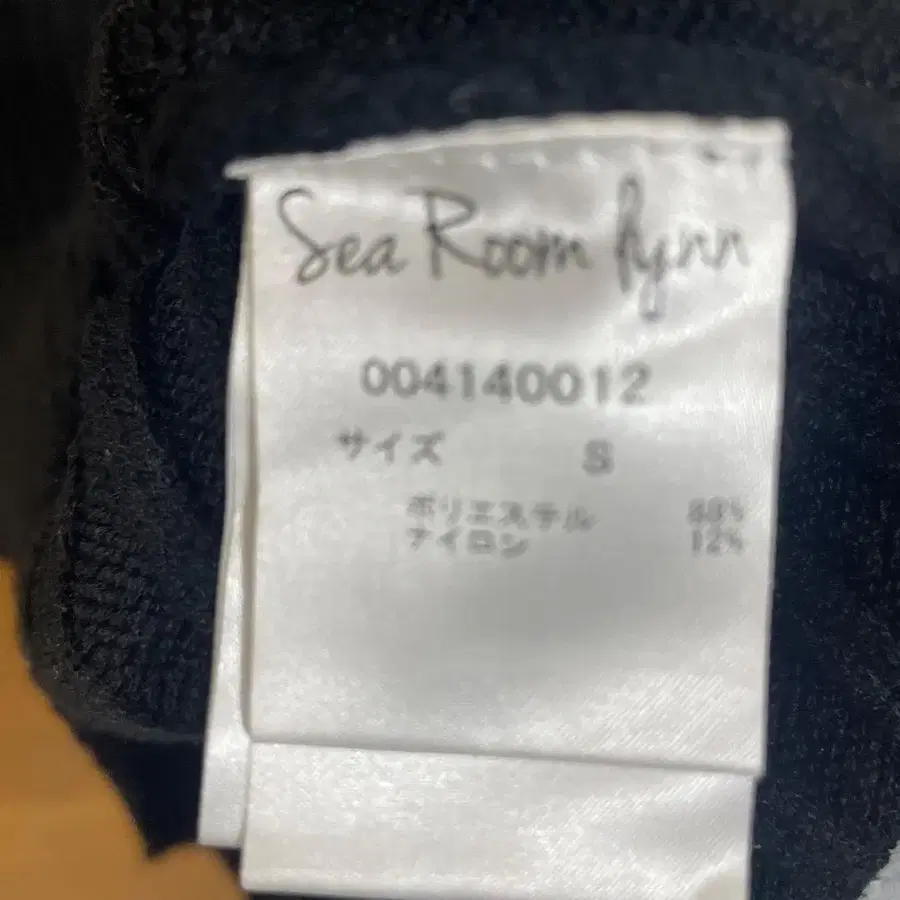 Sea Room lynn
004140012
サイズ S
ポリエステル 88%
ナイロン 12%